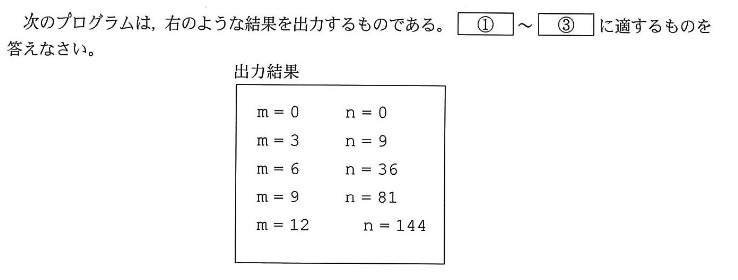 次のプログラムは，右のような結果を出力するものである。 ① ～ ③ に適するものを
答えなさい。
出力結果
m = 0 n = 0
m = 3 n = 9
m = 6 n = 36
m = 9 n = 81
m = 12 n = 144